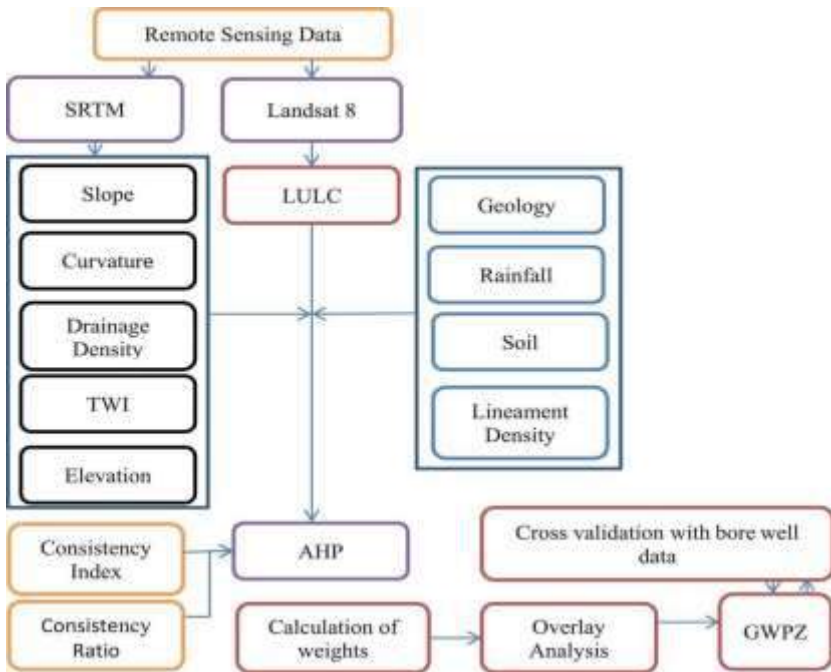 Remote Sensing Data
SRTM
Landsat 8
Slope
Curvature
Drainage
Density
TWI
Elevation
LULC
Geology
Rainfall
Soil
Lineament
Density
Consistency
Index
Consistency
Ratio
AHP
Calculation of
weights
Overlay
Analysis
Cross validation with bore well
data
GWPZ